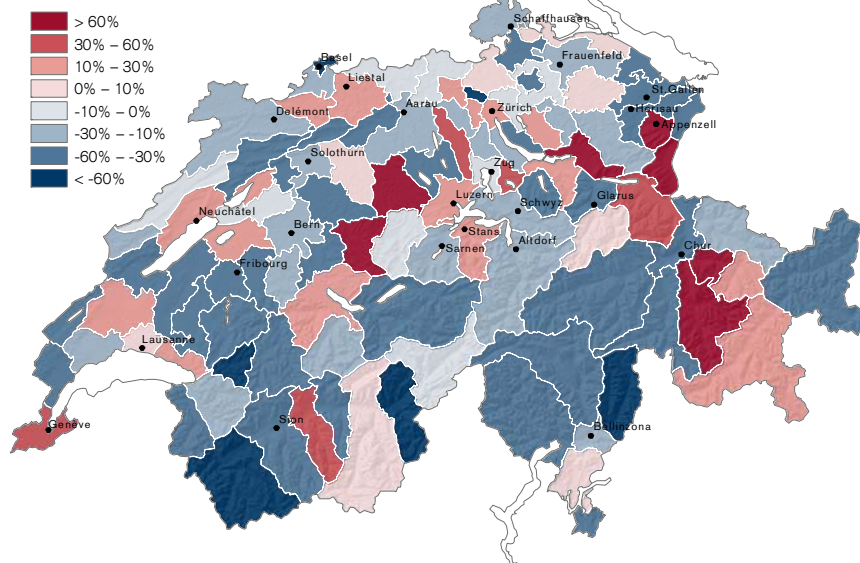 > 60%
30% – 60%
10% – 30%
0% – 10%
-10% – 0%
-30% – -10%
-60% – -30%
< -60%
Schaffhausen
Basel
Frauenfeld
Liestal
St.Gallen
Herisau
Aarau
Zürich
Delémont
Appenzell
Solothurn
Zug
Luzern
Schwyz
Glarus
Neuchâtel
Stans
Bern
Sarnen
Altdorf
Chur
Fribourg
Lausanne
Sion
Genève
Bellinzona